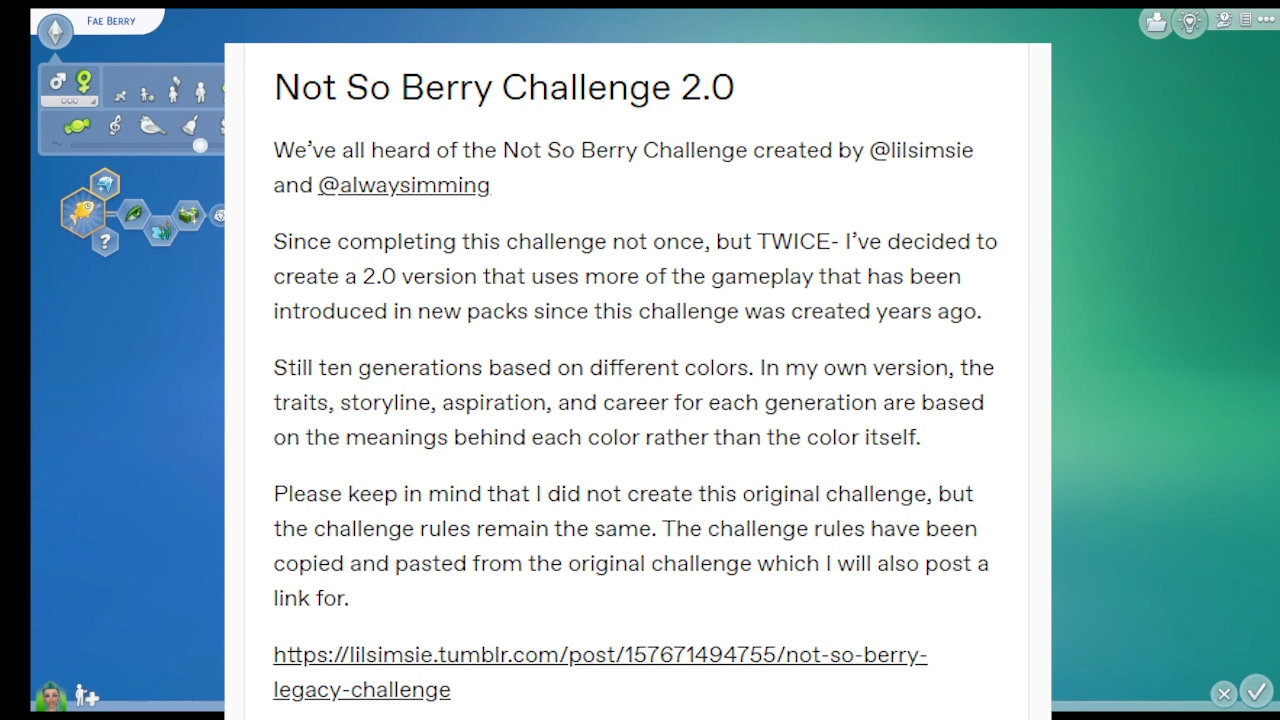 Fae Berry
Not So Berry Challenge 2.0
We’ve all heard of the Not So Berry Challenge created by @lilsimsie
and @alwaysimming
Since completing this challenge not once, but TWICE- I’ve decided to
create a 2.0 version that uses more of the gameplay that has been
introduced in new packs since this challenge was created years ago.
Still ten generations based on different colors. In my own version, the
traits, storyline, aspiration, and career for each generation are based
on the meanings behind each color rather than the color itself.
Please keep in mind that I did not create this original challenge, but
the challenge rules remain the same. The challenge rules have been
copied and pasted from the original challenge which I will also post a
link for.
https://lilsimsie.tumblr.com/post/157671494755/not-so-berry-
legacy-challenge